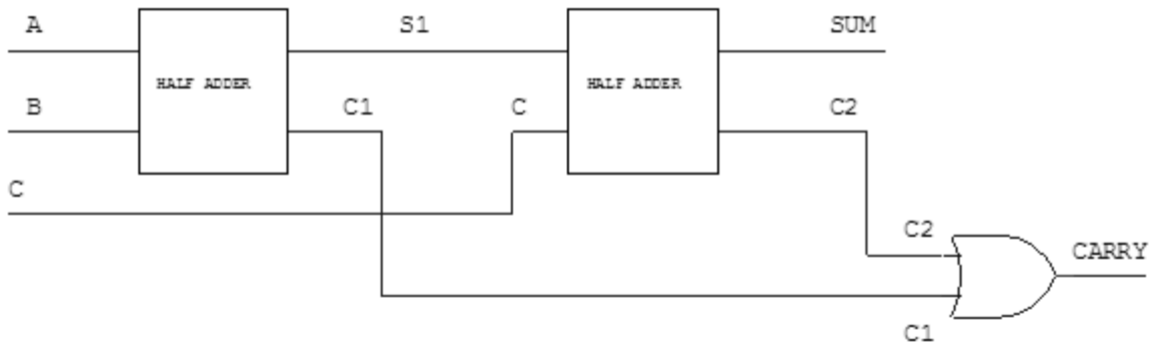 A
S1
SUM
HALF ADDER
HALF ADDER
B
C1
C
C2
C
C2
CARRY
C1